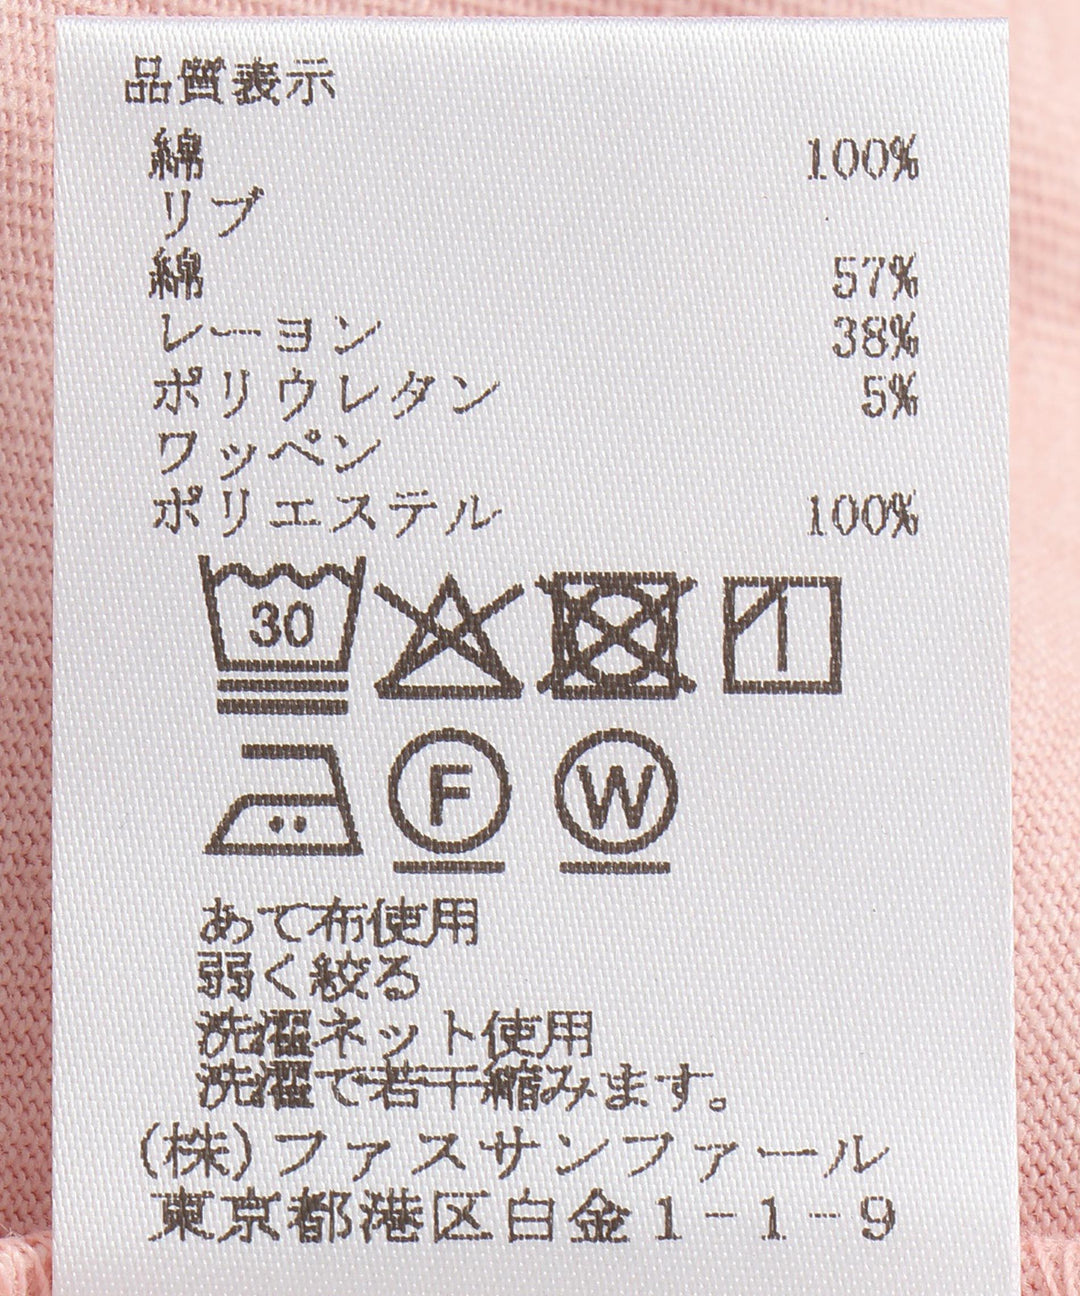 品質表示
綿 100%
リブ
綿 57%
レーヨン 38%
ポリウレタン 5%
ワッペン
ポリエステル 100%
30
F W
あて布使用
弱く絞る
洗濯ネット使用
洗濯で若干縮みます。
(株)ファスサンファール
東京都港区白金1-1-9